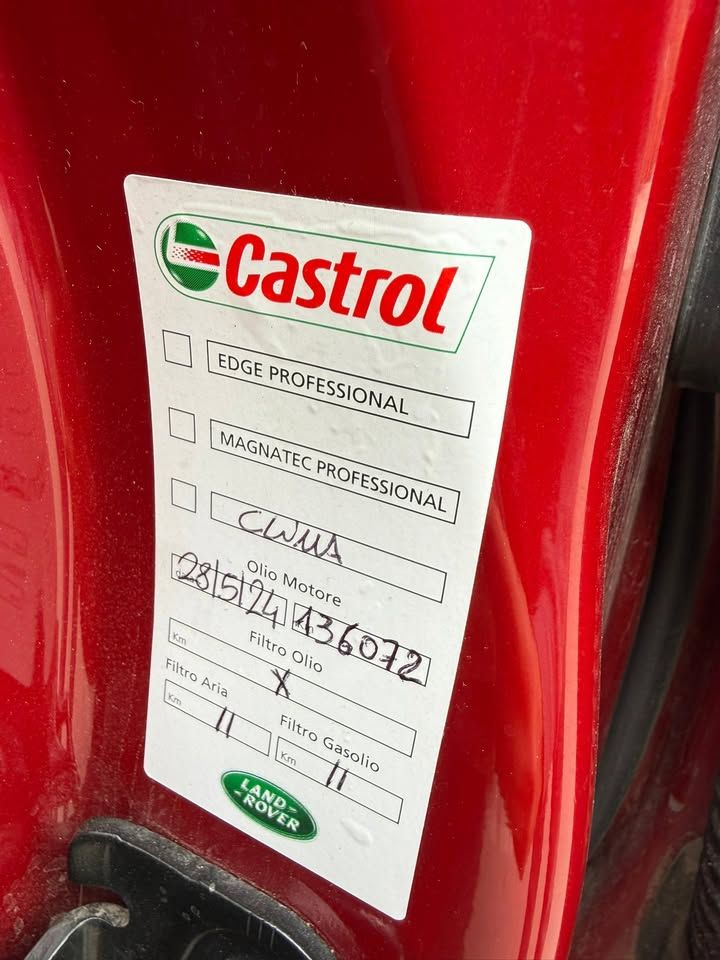 Castrol
EDGE PROFESSIONAL
MAGNATEC PROFESSIONAL
CLIMA
Olio Motore
28/5/24 136072
Filtro Olio
Km X
Filtro Aria Filtro Gasolio
Km 11 Km 11
LAND-
ROVER